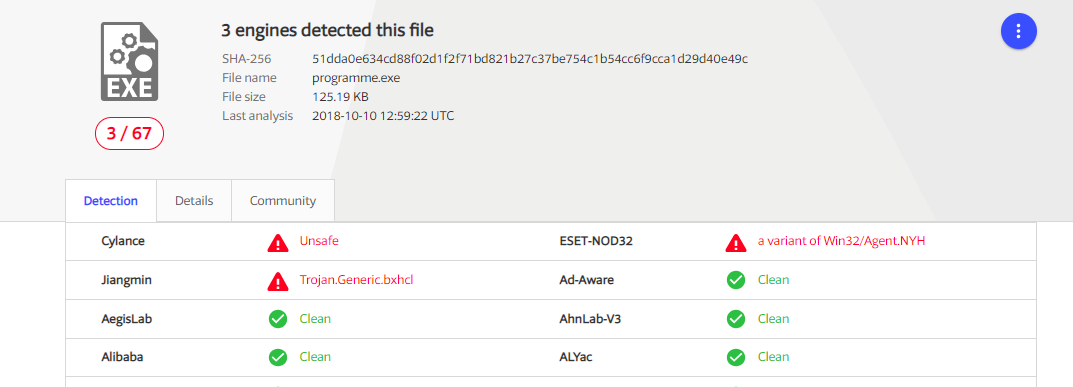 3 engines detected this file
SHA-256 51dda0e634cd88f02d1f2f71bd821b27c37be754c1b54cc6f9cca1d29d40e49c
File name programme.exe
File size 125.19 KB
Last analysis 2018-10-10 12:59:22 UTC
EXE
3 / 67
Detection Details Community
Cylance Unsafe ESET-NOD32 a variant of Win32/Agent.NYH
Jiangmin Trojan.Generic.bxhcl Ad-Aware Clean
AegisLab Clean AhnLab-V3 Clean
Alibaba Clean ALYac Clean